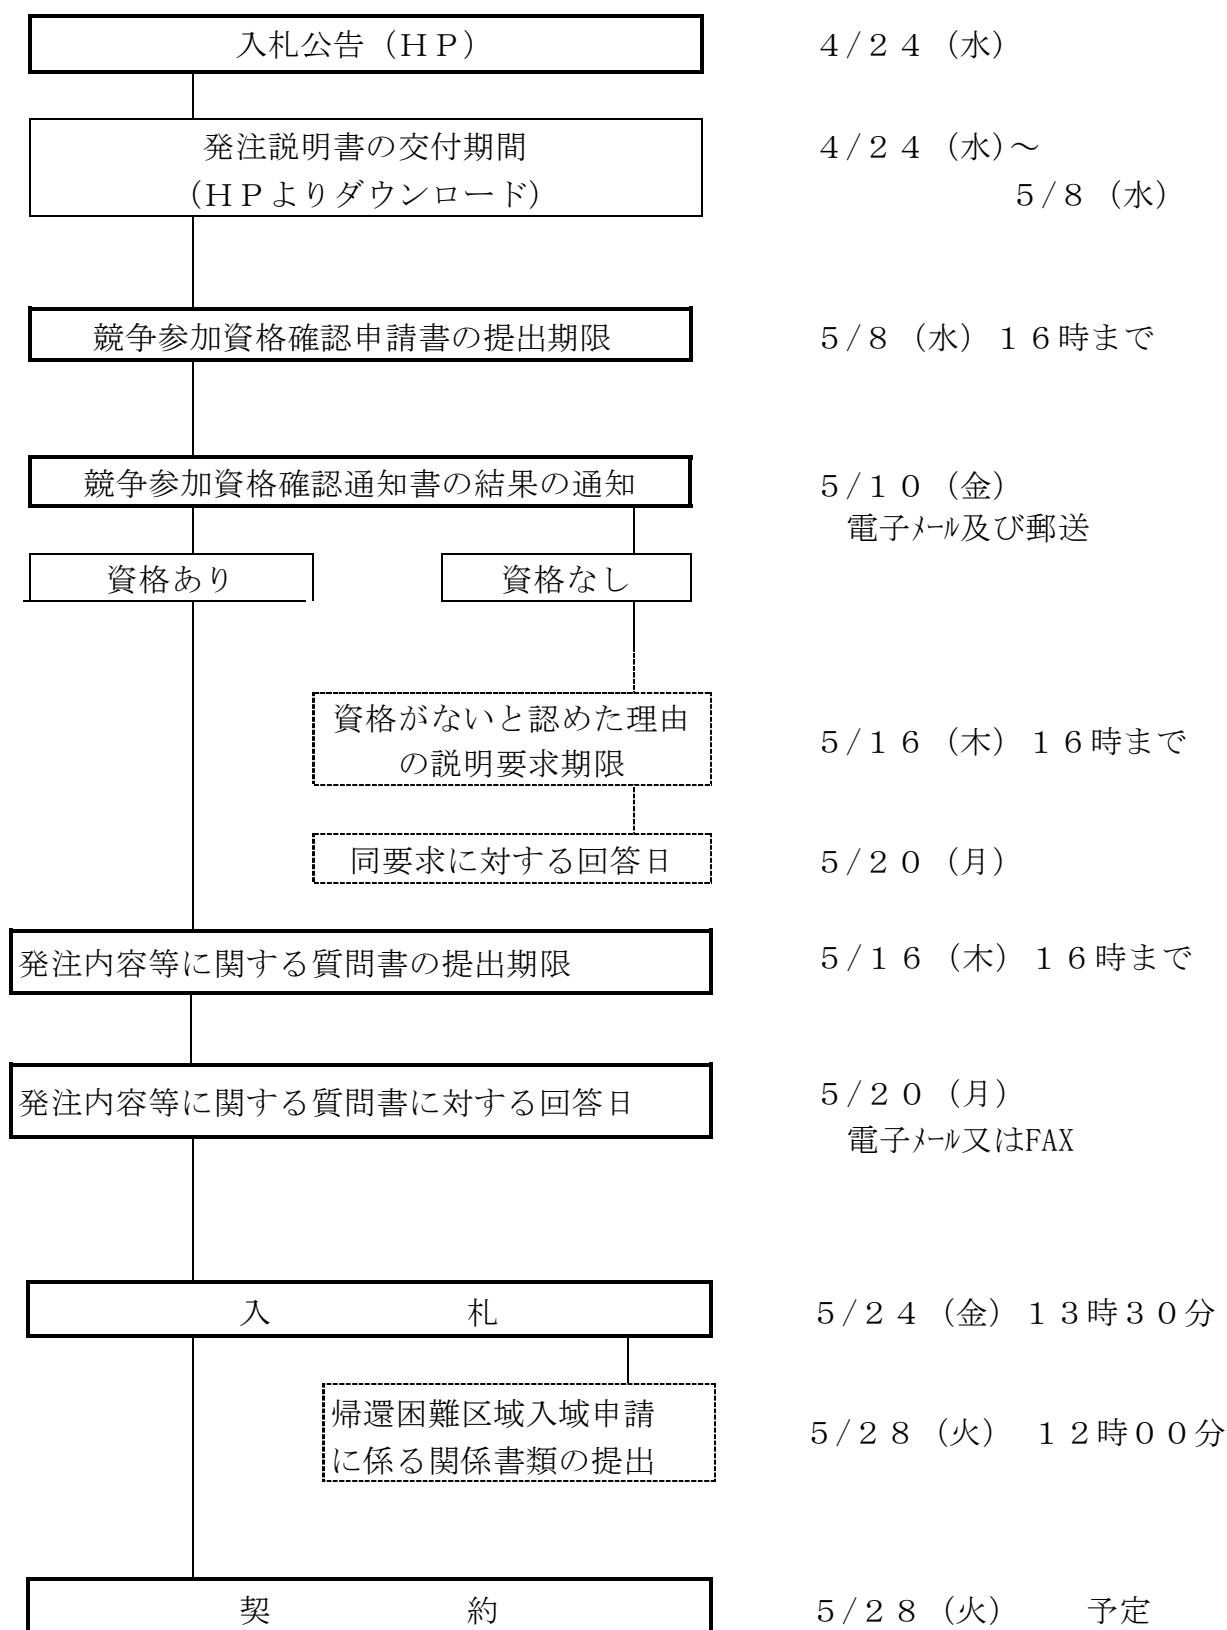 入札公告（ＨＰ）
４/２４（水）
発注説明書の交付期間
４/２４（水）～
（ＨＰよりダウンロード）
５/８（水）
競争参加資格確認申請書の提出期限
５/８（水）１６時まで
競争参加資格確認通知書の結果の通知
５/１０（金）
電子ﾒｰﾙ及び郵送
資格あり
資格なし
資格がないと認めた理由
の説明要求期限
５/１６（木）１６時まで
同要求に対する回答日
５/２０（月）
発注内容等に関する質問書の提出期限
５/１６（木）１６時まで
発注内容等に関する質問書に対する回答日
５/２０（月）
電子ﾒｰﾙ又はFAX
入　　　　　　札
５/２４（金）１３時３０分
帰還困難区域入域申請
に係る関係書類の提出
５/２８（火）　１２時００分
契　　　　　　約
５/２８（火）　　予定